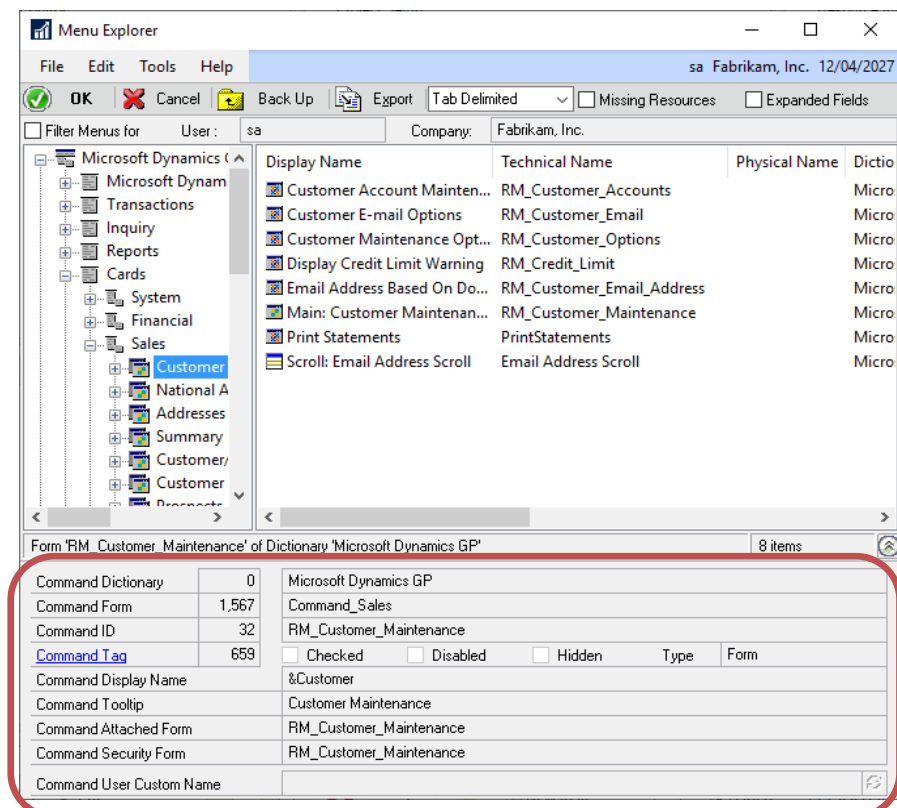 Menu Explorer
File Edit Tools Help sa Fabrikam, Inc. 12/04/2027
OK Cancel Back Up Export Tab Delimited Missing Resources Expanded Fields
Filter Menus for User : sa Company: Fabrikam, Inc.
Microsoft Dynamics (
Microsoft Dynam
Transactions
Inquiry
Reports
Cards
System
Financial
Sales
Customer
National A
Addresses
Summary
Customer/
Customer
Prospects
Display Name Technical Name Physical Name Dictio
Customer Account Mainten... RM_Customer_Accounts Micro
Customer E-mail Options RM_Customer_Email Micro
Customer Maintenance Opt... RM_Customer_Options Micro
Display Credit Limit Warning RM_Credit_Limit Micro
Email Address Based On Do... RM_Customer_Email_Address Micro
Main: Customer Maintenan... RM_Customer_Maintenance Micro
Print Statements PrintStatements Micro
Scroll: Email Address Scroll Email Address Scroll Micro
Form 'RM_Customer_Maintenance' of Dictionary 'Microsoft Dynamics GP' 8 items
Command Dictionary 0 Microsoft Dynamics GP
Command Form 1,567 Command_Sales
Command ID 32 RM_Customer_Maintenance
Command Tag 659 Checked Disabled Hidden Type Form
Command Display Name &Customer
Command Tooltip Customer Maintenance
Command Attached Form RM_Customer_Maintenance
Command Security Form RM_Customer_Maintenance
Command User Custom Name